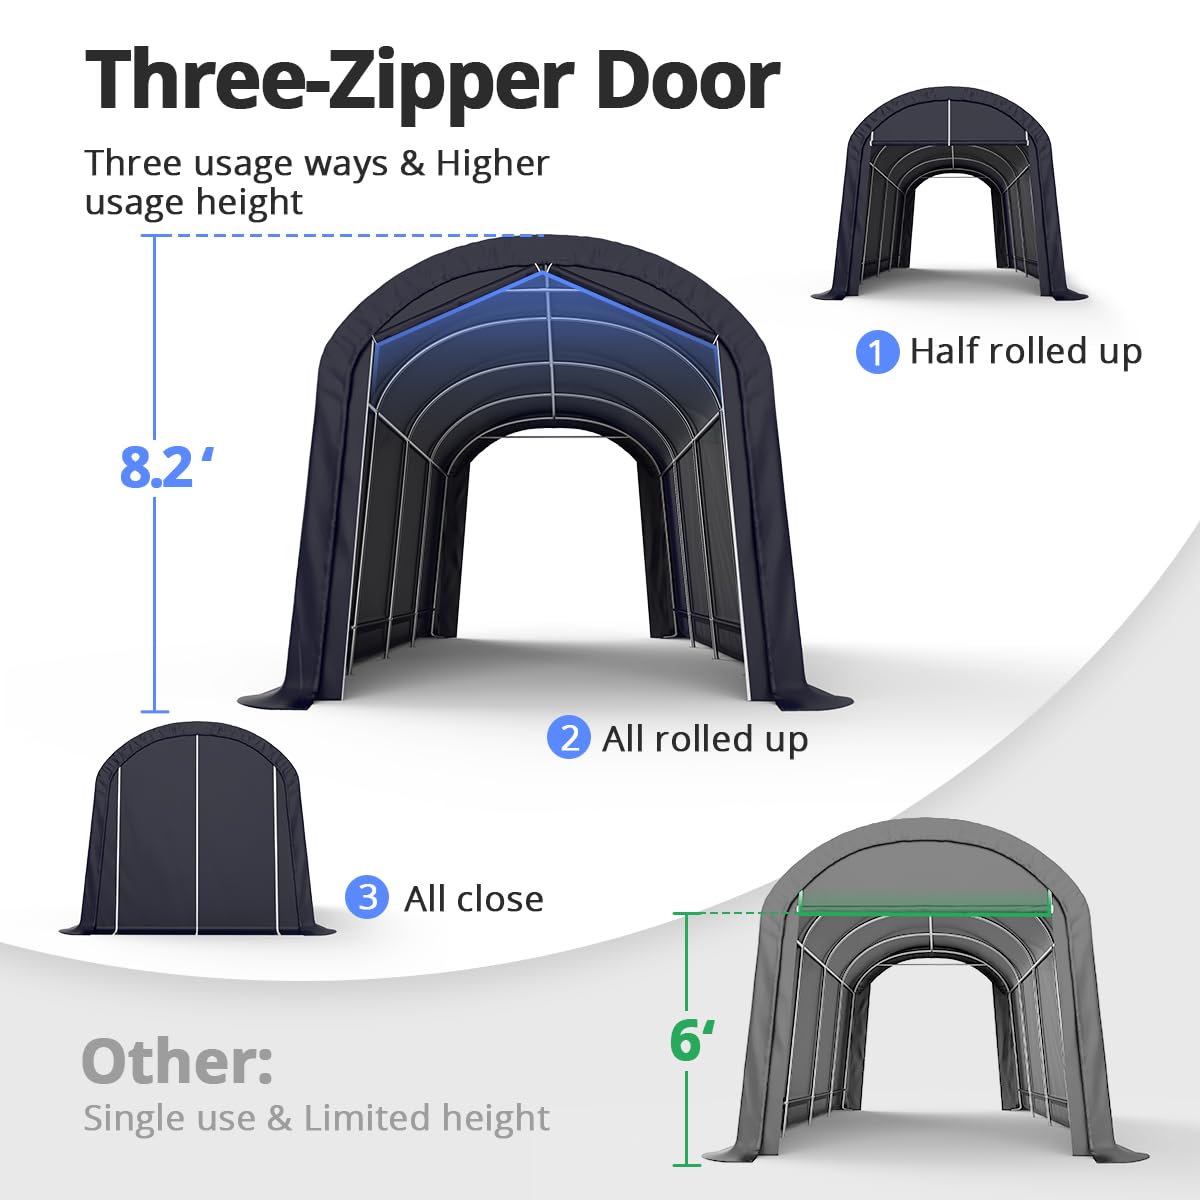 Three-Zipper Door
Three usage ways & Higher
usage height
1 Half rolled up
8.2‘
2 All rolled up
3 All close
6‘
Other:
Single use & Limited height